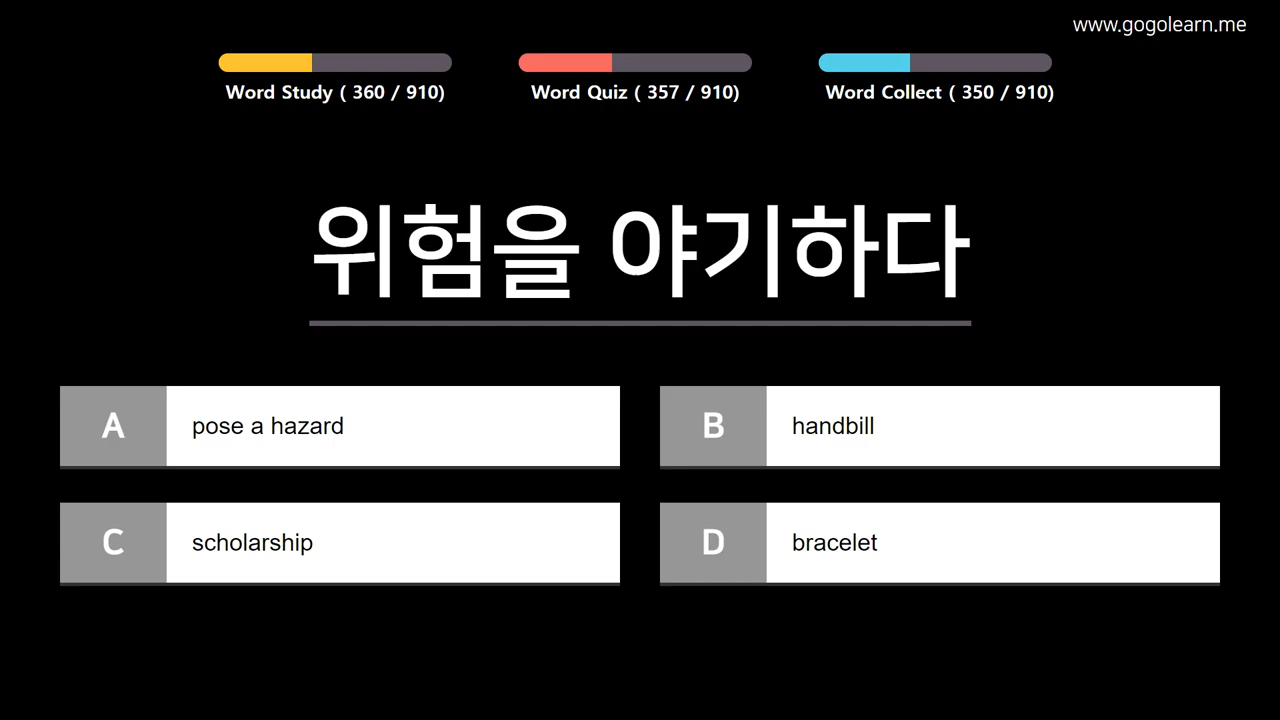 www.gogolearn.me
Word Study ( 360 / 910)
Word Quiz ( 357 / 910)
Word Collect ( 350 / 910)
위험을 야기하다
A pose a hazard
B handbill
C scholarship
D bracelet